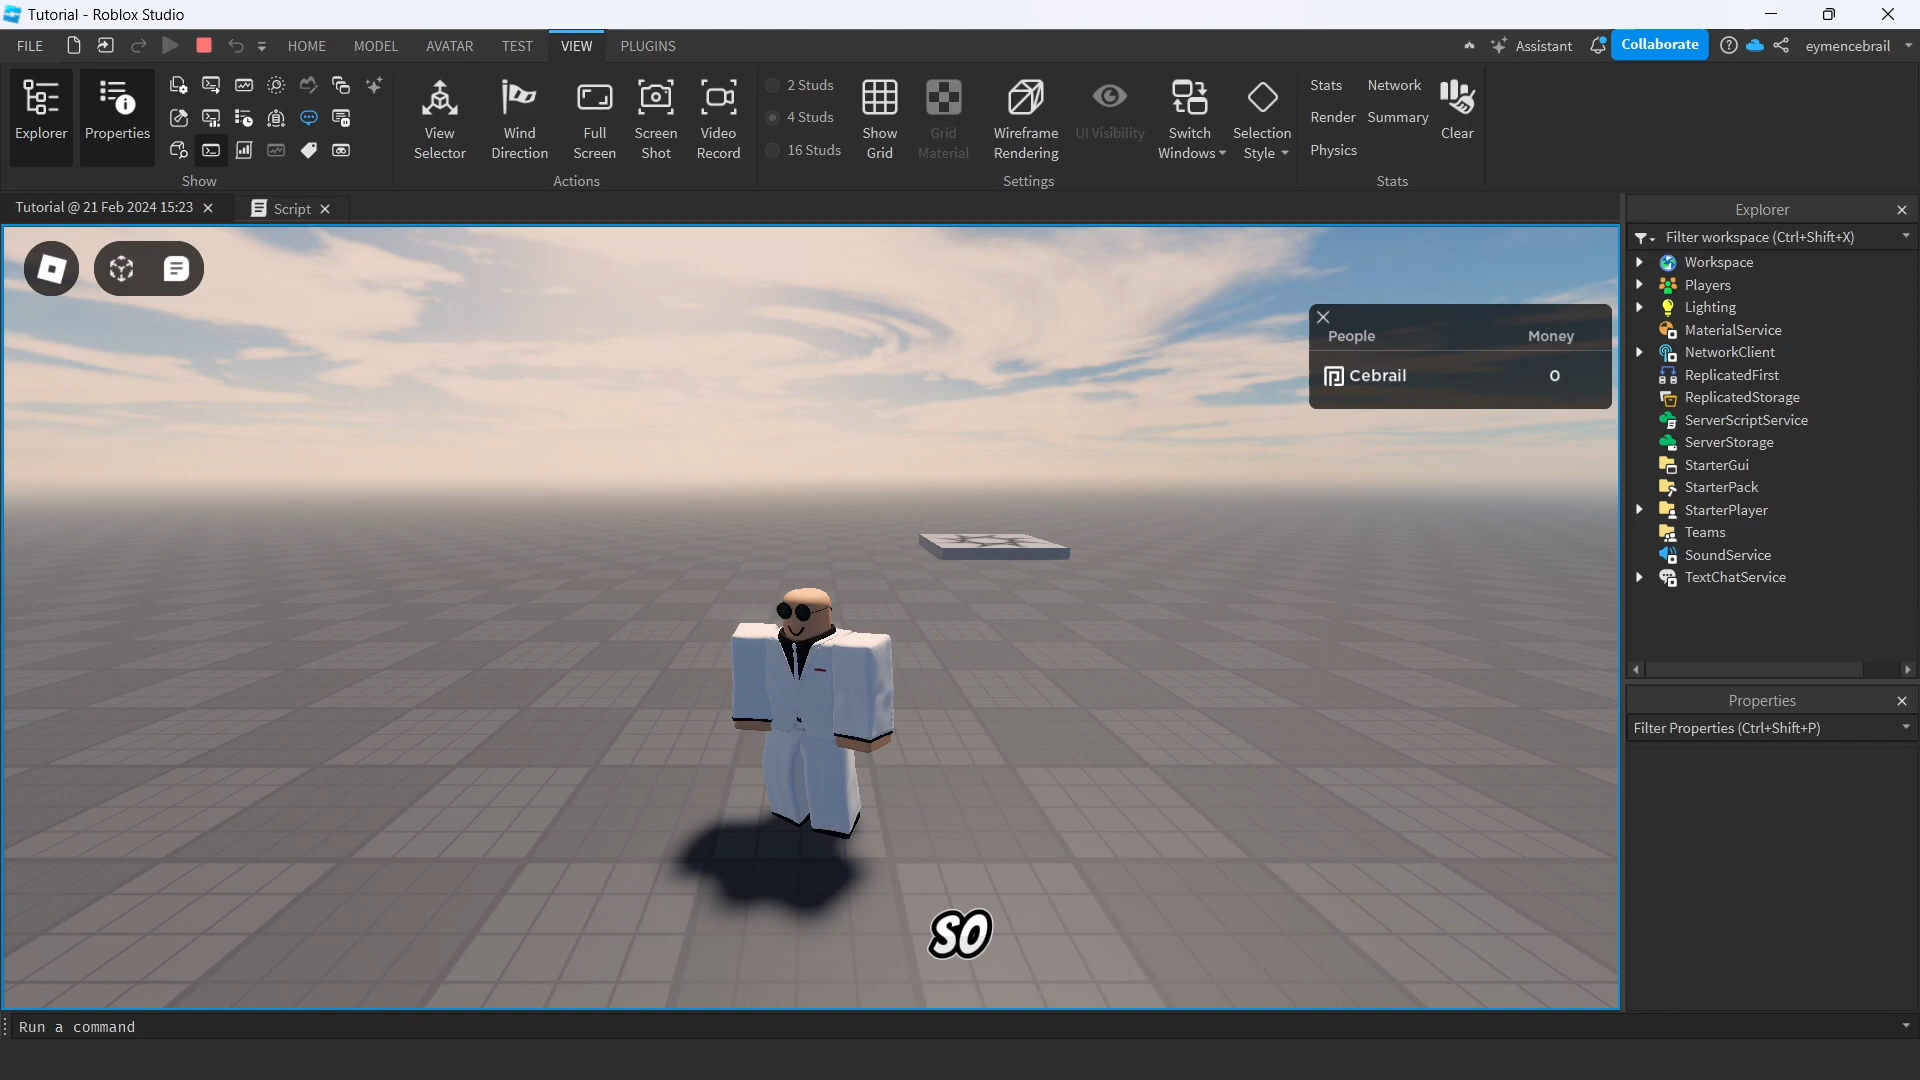 Tutorial - Roblox Studio
FILE
HOME
MODEL
AVATAR
TEST
VIEW
PLUGINS
Assistant
Collaborate
eymencebrail
Explorer
Properties
Show
View
Selector
Wind
Direction
Full
Screen
Screen
Shot
Video
Record
Actions
2 Studs
4 Studs
16 Studs
Show
Grid
Grid
Material
Wireframe
Rendering
UI Visibility
Switch
Windows
Selection
Style
Settings
Stats
Network
Render
Summary
Physics
Clear
Stats
Tutorial @ 21 Feb 2024 15:23
Script
People
Money
Cebrail
0
so
Explorer
Filter workspace (Ctrl+Shift+X)
Workspace
Players
Lighting
MaterialService
NetworkClient
ReplicatedFirst
ReplicatedStorage
ServerScriptService
ServerStorage
StarterGui
StarterPack
StarterPlayer
Teams
SoundService
TextChatService
Properties
Filter Properties (Ctrl+Shift+P)
Run a command